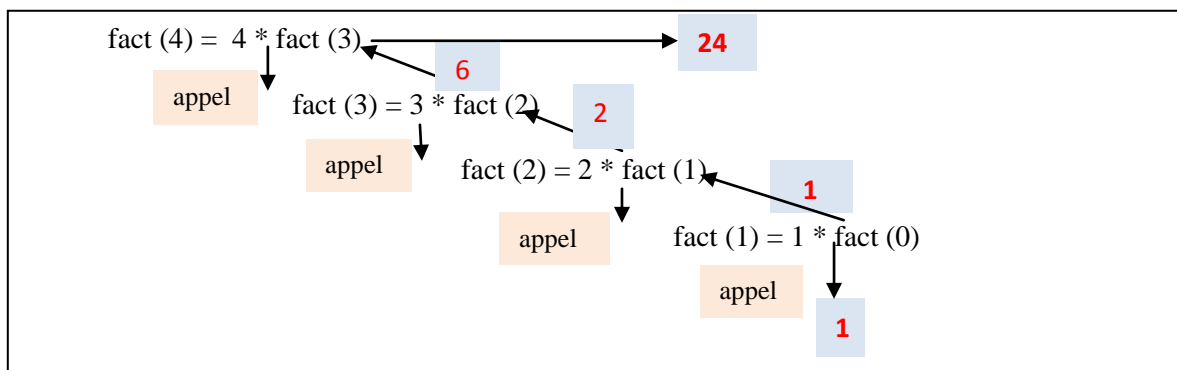 fact (4) = 4 * fact (3) 24
6
appel
fact (3) = 3 * fact (2) 2
appel
fact (2) = 2 * fact (1) 1
appel
fact (1) = 1 * fact (0)
appel
1